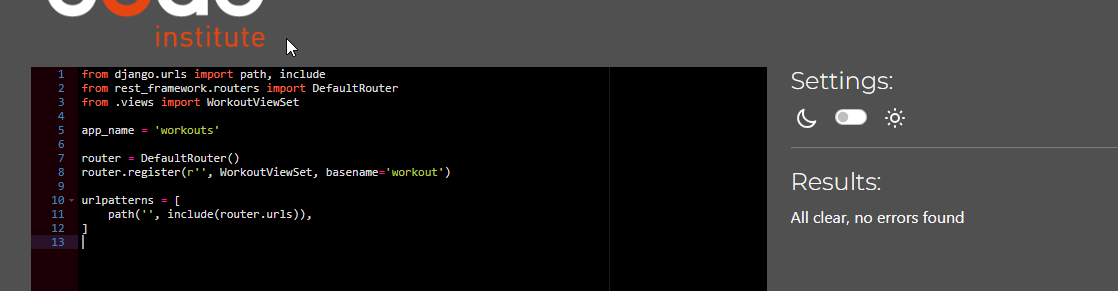 institute
1 from django.urls import path, include
2 from rest_framework.routers import DefaultRouter
3 from .views import WorkoutViewSet
4
5 app_name = 'workouts'
6
7 router = DefaultRouter()
8 router.register(r'', WorkoutViewSet, basename='workout')
9
10 urlpatterns = [
11     path('', include(router.urls)),
12 ]
13
Settings:
Results:
All clear, no errors found